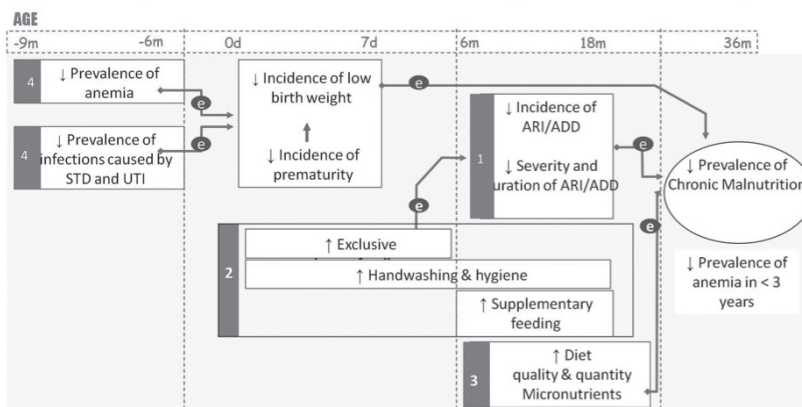 AGE
-9m -6m 0d 7d 6m 18m 36m
4 ↓ Prevalence of
anemia
e
4 ↓ Prevalence of
infections caused by
STD and UTI
e
↓ Incidence of low
birth weight
↓ Incidence of
prematurity
e
1
↓ Incidence of
ARI/ADD
↓ Severity and
uration of ARI/ADD
e
e
↓ Prevalence of
Chronic Malnutrition
e
↓ Prevalence of
anemia in < 3
years
2
↑ Exclusive
↑ Handwashing & hygiene
↑ Supplementary
feeding
3
↑ Diet
quality & quantity
Micronutrients